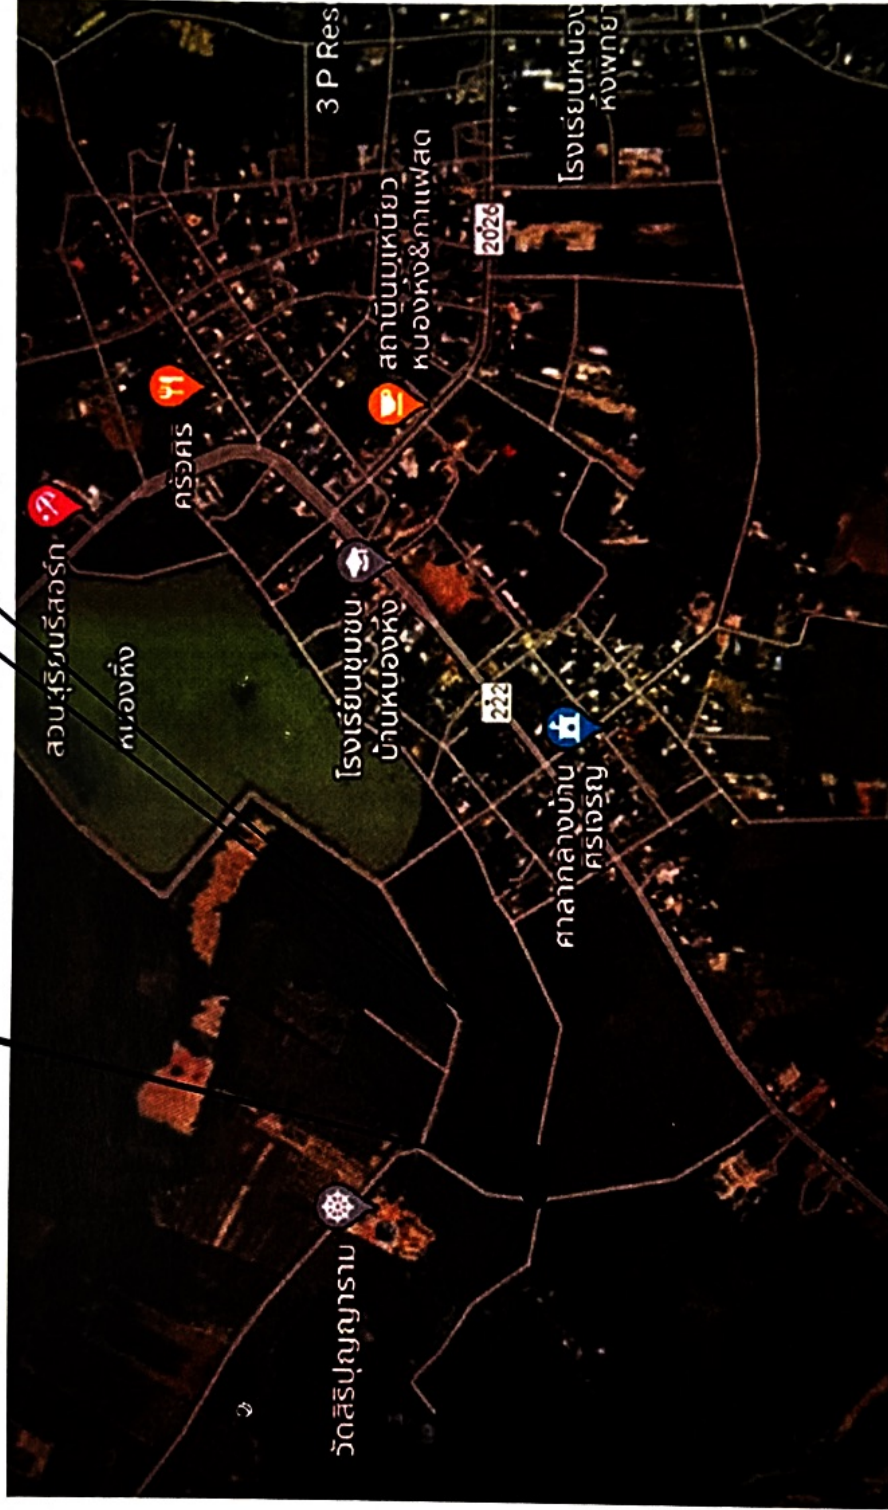 สวนสุริยนรีสอร์ท
หนองหิ้ง
ครัวศิริ
3 P Res
สถานีนมเหนียว
หนองหิ้ง&กาแฟสด
โรงเรียนหนอง
หิ้งพิทยา
2026
โรงเรียนชุมชน
บ้านหนองหิ้ง
222
ศาลากลางบ้าน
ศรีเจริญ
วัดสิริปุญญาราม